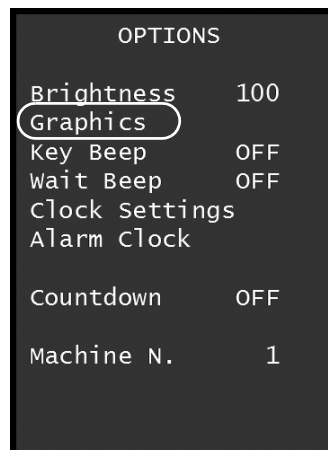 OPTIONS
Brightness 100
Graphics
Key Beep OFF
Wait Beep OFF
Clock Settings
Alarm Clock
Countdown OFF
Machine N. 1